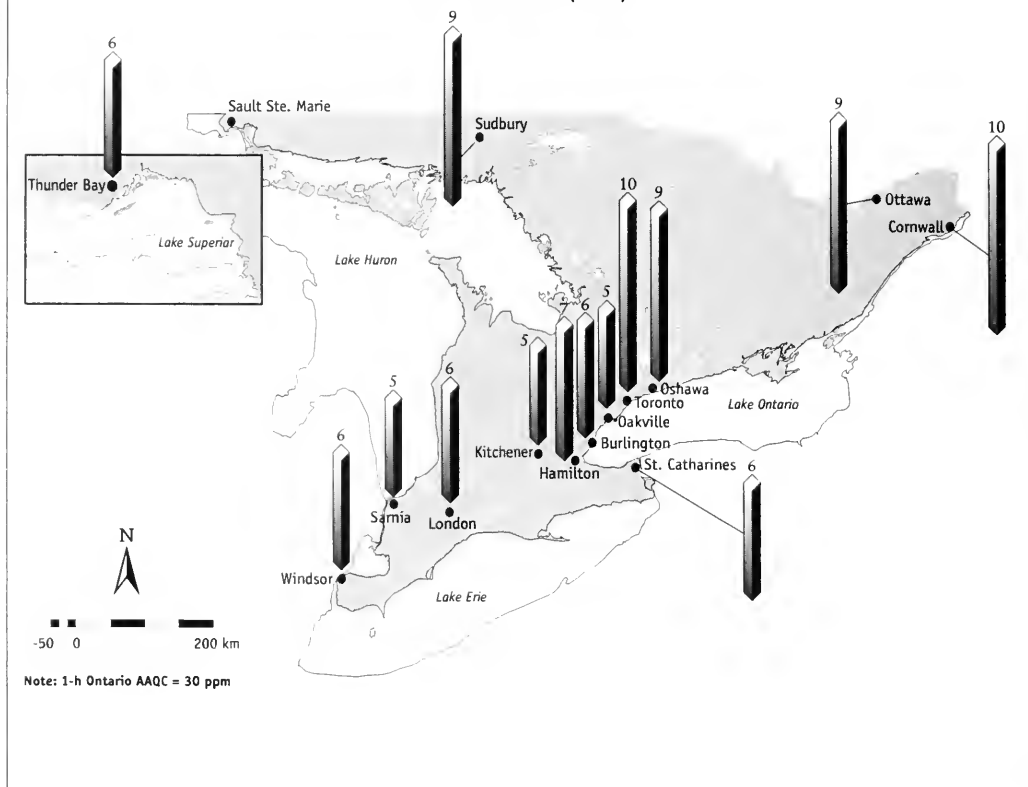 9
6
Sault Ste. Marie
Sudbury
9
10
Thunder Bay
Ottawa
Cornwall
Lake Superior
Lake Huron
10
9
5
6
7
5
6
5
6
Oshawa
Toronto
Lake Ontario
Oakville
Burlington
Kitchener
Hamilton
St. Catharines
6
Sarnia
London
N
Windsor
Lake Erie
-50 0 200 km
Note: 1-h Ontario AAQC = 30 ppm